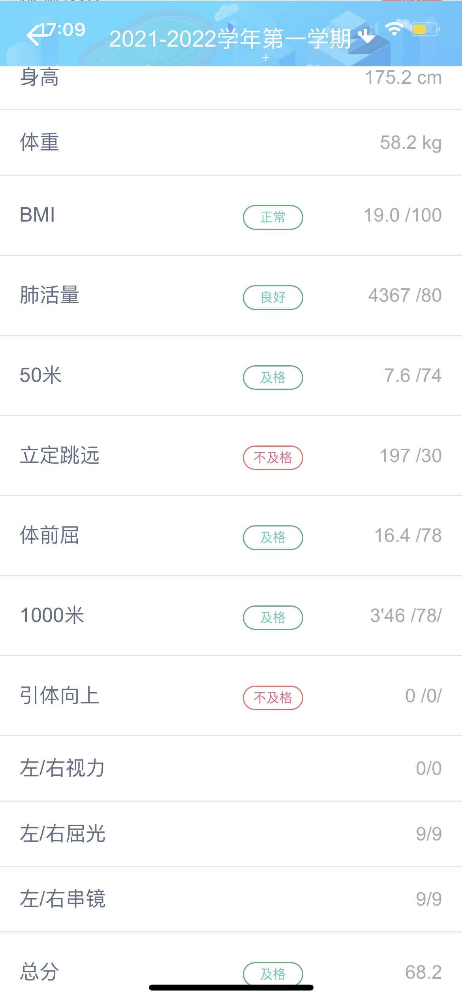 17:09
2021-2022学年第一学期
身高 175.2 cm
体重 58.2 kg
BMI 正常 19.0 /100
肺活量 良好 4367 /80
50米 及格 7.6 /74
立定跳远 不及格 197 /30
体前屈 及格 16.4 /78
1000米 及格 3'46 /78/
引体向上 不及格 0 /0/
左/右视力 0/0
左/右屈光 9/9
左/右串镜 9/9
总分 及格 68.2